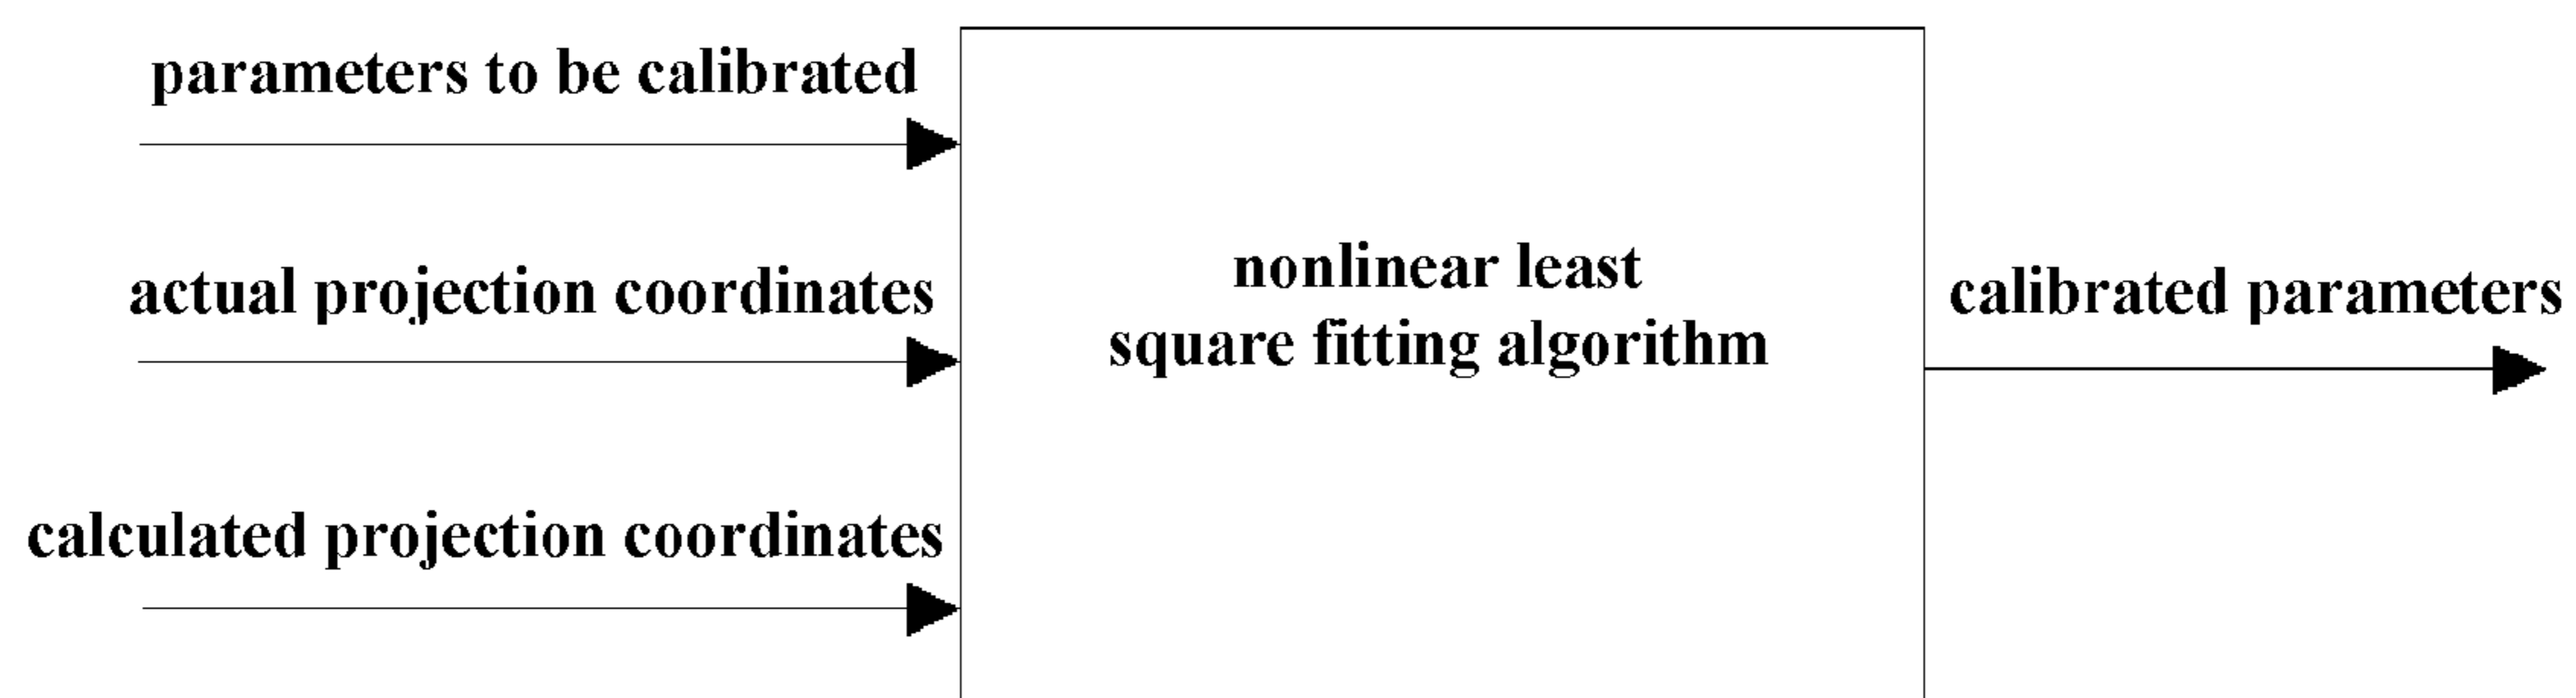 parameters to be calibrated
actual projection coordinates
calculated projection coordinates
nonlinear least
square fitting algorithm
calibrated parameters